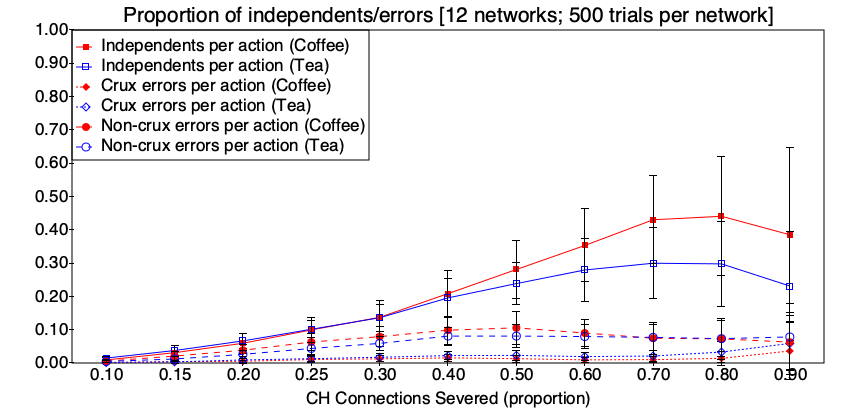 Proportion of independents/errors [12 networks; 500 trials per network]
1.00
0.90
0.80
0.70
0.60
0.50
0.40
0.30
0.20
0.10
0.00
Independents per action (Coffee)
Independents per action (Tea)
Crux errors per action (Coffee)
Crux errors per action (Tea)
Non-crux errors per action (Coffee)
Non-crux errors per action (Tea)
0.10 0.15 0.20 0.25 0.30 0.40 0.50 0.60 0.70 0.80 0.90
CH Connections Severed (proportion)